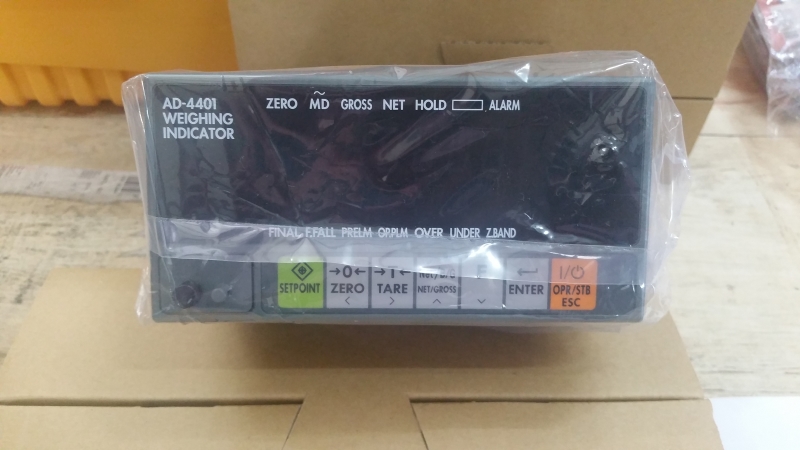 AD-4401
WEIGHING
INDICATOR
ZERO MD GROSS NET HOLD ALARM
FINAL F.FALL PRELM OP.PLM OVER UNDER Z.BAND
SETPOINT
→0←
ZERO
→T←
TARE
NET/GROSS
F
ENTER
I/⏻
OPR/STB
ESC